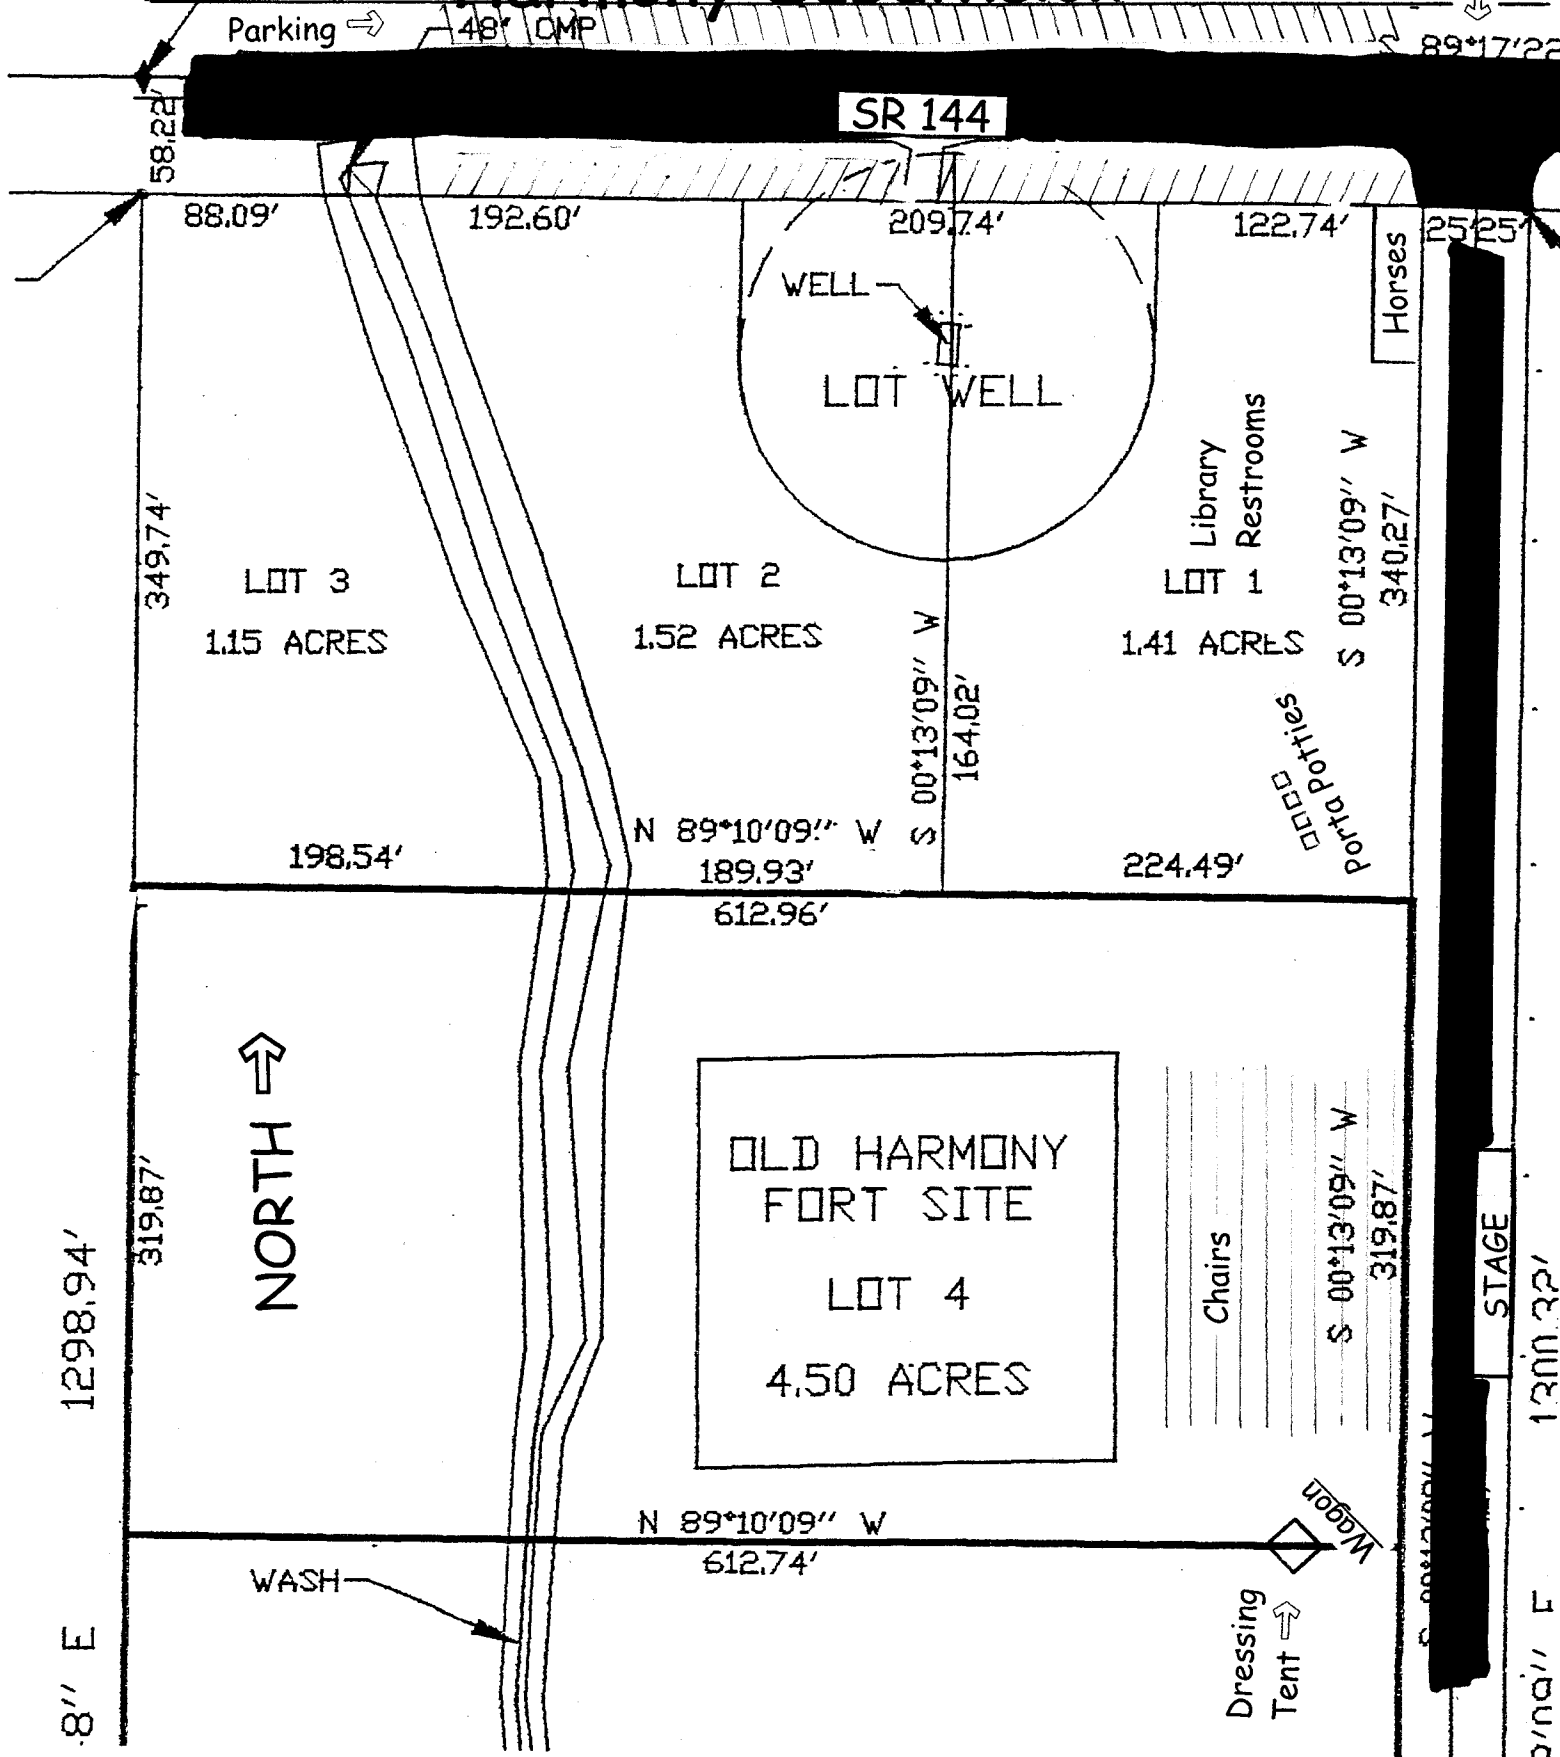 Parking
48" CMP
89°17'22
SR 144
58.22'
88.09'
192.60'
209.74'
122.74'
25'
25'
Horses
WELL
LOT WELL
Library
Restrooms
S 00°13'09" W
340.27'
349.74'
LOT 3
1.15 ACRES
LOT 2
1.52 ACRES
LOT 1
1.41 ACRES
S 00°13'09" W
164.02'
Porta Potties
N 89°10'09" W
198.54'
189.93'
224.49'
612.96'
NORTH
319.87'
1298.94'
OLD HARMONY
FORT SITE
LOT 4
4.50 ACRES
Chairs
S 00°13'09" W
319.87'
STAGE
1300.32'
Wagon
N 89°10'09" W
612.74'
WASH
Dressing
Tent
8" E